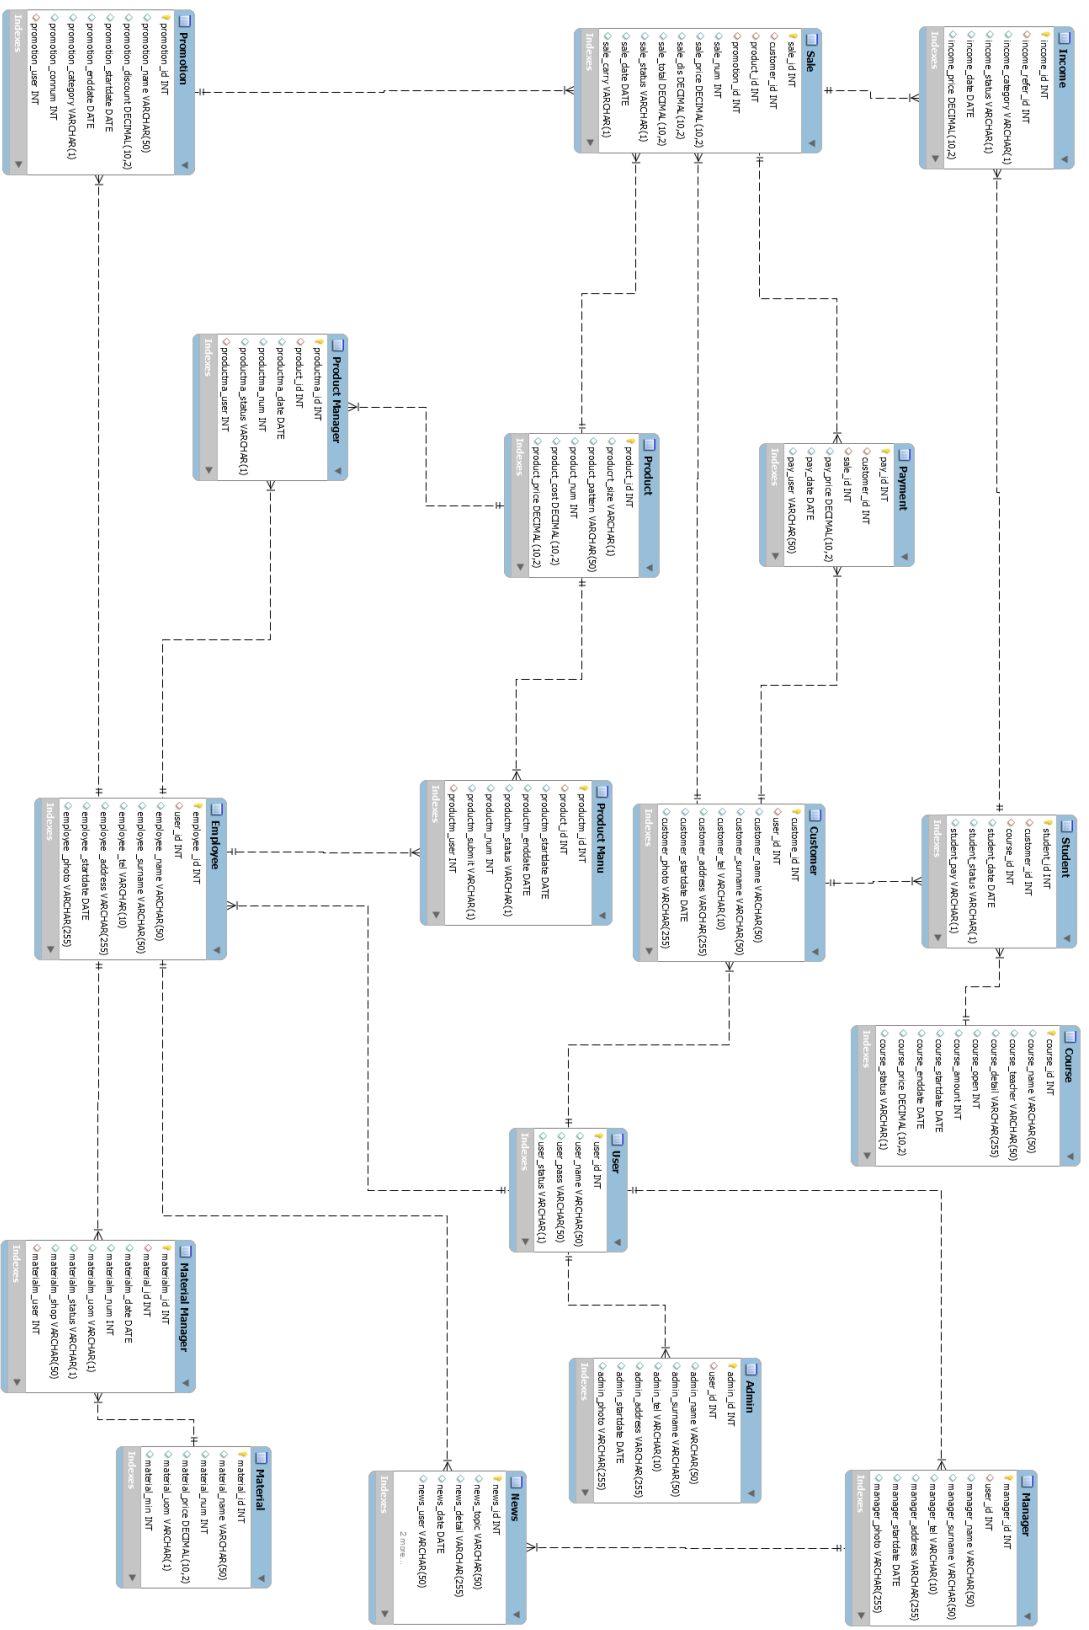 Income
income_id INT
income_refer_id INT
income_category VARCHAR(1)
income_status VARCHAR(1)
income_date DATE
income_price DECIMAL(10,2)
Indexes
Student
student_id INT
customer_id INT
course_id INT
student_date DATE
student_status VARCHAR(1)
student_pay VARCHAR(1)
Indexes
Course
course_id INT
course_name VARCHAR(50)
course_teacher VARCHAR(50)
course_detail VARCHAR(255)
course_open INT
course_amount INT
course_startdate DATE
course_enddate DATE
course_price DECIMAL(10,2)
course_status VARCHAR(1)
Indexes
Manager
manager_id INT
user_id INT
manager_name VARCHAR(50)
manager_surname VARCHAR(50)
manager_tel VARCHAR(10)
manager_address VARCHAR(255)
manager_startdate DATE
manager_photo VARCHAR(255)
Indexes
Sale
sale_id INT
customer_id INT
product_id INT
promotion_id INT
sale_num INT
sale_price DECIMAL(10,2)
sale_dis DECIMAL(10,2)
sale_total DECIMAL(10,2)
sale_status VARCHAR(1)
sale_date DATE
sale_carry VARCHAR(1)
Indexes
Payment
pay_id INT
customer_id INT
sale_id INT
pay_price DECIMAL(10,2)
pay_date DATE
pay_user VARCHAR(50)
Indexes
Customer
custome_id INT
user_id INT
customer_name VARCHAR(50)
customer_surname VARCHAR(50)
customer_tel VARCHAR(10)
customer_address VARCHAR(255)
customer_startdate DATE
customer_photo VARCHAR(255)
Indexes
User
user_id INT
user_name VARCHAR(50)
user_pass VARCHAR(50)
user_status VARCHAR(1)
Indexes
Admin
admin_id INT
user_id INT
admin_name VARCHAR(50)
admin_surname VARCHAR(50)
admin_tel VARCHAR(10)
admin_address VARCHAR(255)
admin_startdate DATE
admin_photo VARCHAR(255)
Indexes
Product
product_id INT
product_size VARCHAR(1)
product_pattern VARCHAR(50)
product_num INT
product_cost DECIMAL(10,2)
product_price DECIMAL(10,2)
Indexes
Product Manu
productm_id INT
product_id INT
productm_startdate DATE
productm_enddate DATE
productm_status VARCHAR(1)
productm_num INT
productm_submit VARCHAR(1)
productm_user INT
Indexes
News
news_id INT
news_topic VARCHAR(50)
news_detail VARCHAR(255)
news_date DATE
news_user VARCHAR(50)
2 more...
Indexes
Product Manager
productma_id INT
product_id INT
productma_date DATE
productma_num INT
productma_status VARCHAR(1)
productma_user INT
Indexes
Promotion
promotion_id INT
promotion_name VARCHAR(50)
promotion_discount DECIMAL(10,2)
promotion_startdate DATE
promotion_enddate DATE
promotion_category VARCHAR(1)
promotion_connum INT
promotion_user INT
Indexes
Employee
employee_id INT
user_id INT
employee_name VARCHAR(50)
employee_surname VARCHAR(50)
employee_tel VARCHAR(10)
employee_address VARCHAR(255)
employee_startdate DATE
employee_photo VARCHAR(255)
Indexes
Material Manager
materialm_id INT
material_id INT
materialm_date DATE
materialm_num INT
materialm_uom VARCHAR(1)
materialm_status VARCHAR(1)
materialm_shop VARCHAR(50)
materialm_user INT
Indexes
Material
material_id INT
material_name VARCHAR(50)
material_num INT
material_price DECIMAL(10,2)
material_uom VARCHAR(1)
material_min INT
Indexes